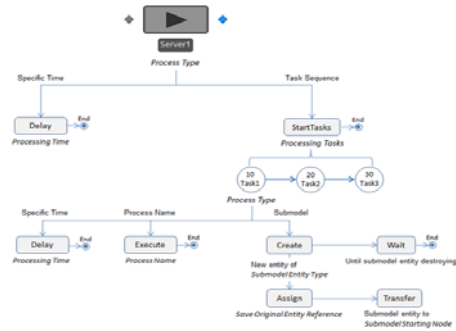 Server1
Process Type
Specific Time
Task Sequence
Delay
End
Processing Time
StartTasks
End
Processing Tasks
10
Task1
20
Task2
30
Task3
Process Type
Specific Time
Process Name
Submodel
Delay
End
Processing Time
Execute
End
Process Name
Create
Wait
End
New entity of
Submodel Entity Type
Until submodel entity destroying
Assign
Transfer
Save Original Entity Reference
Submodel entity to
Submodel Starting Node